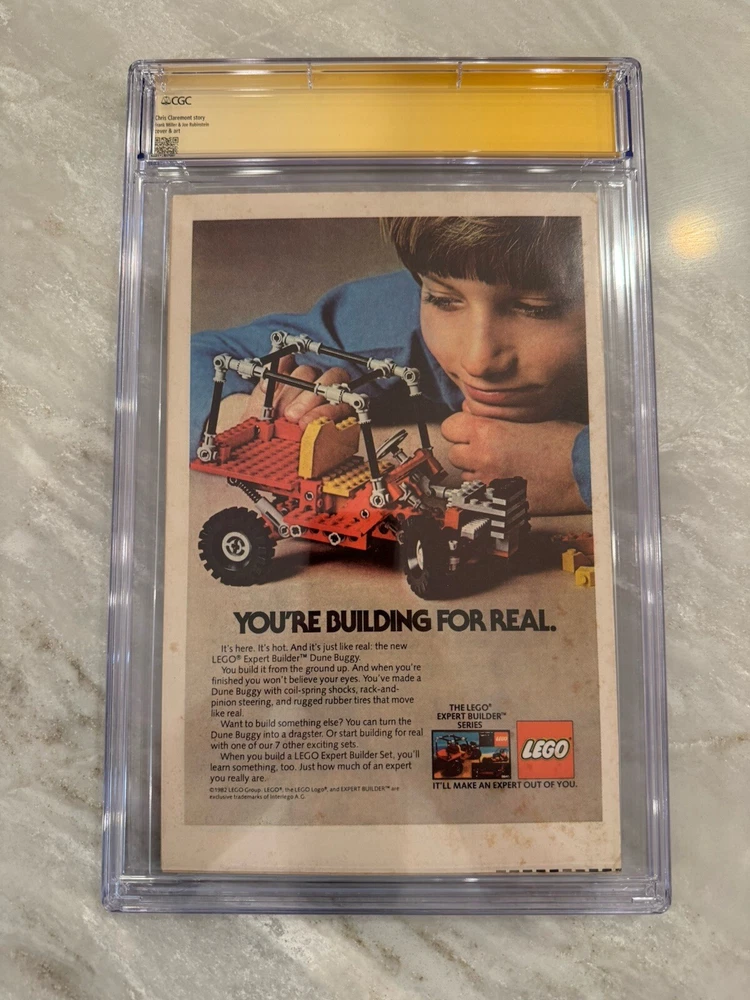 CGC
Chris Claremont story
Frank Miller & Joe Rubinstein
cover & art
YOU'RE BUILDING FOR REAL.
It's here. It's hot. And it's just like real: the new
LEGO® Expert Builder™ Dune Buggy.
You build it from the ground up. And when you're
finished you won't believe your eyes. You've made a
Dune Buggy with coil-spring shocks, rack-and-
pinion steering, and rugged rubber tires that move
like real.
Want to build something else? You can turn the
Dune Buggy into a dragster. Or start building for real
with one of our 7 other exciting sets.
When you build a LEGO Expert Builder Set, you'll
learn something, too. Just how much of an expert
you really are.
©1982 LEGO Group. LEGO®, the LEGO Logo®, and EXPERT BUILDER™ are
exclusive trademarks of Interlego A.G.
THE LEGO®
EXPERT BUILDER™
SERIES
LEGO
LEGO
IT'LL MAKE AN EXPERT OUT OF YOU.